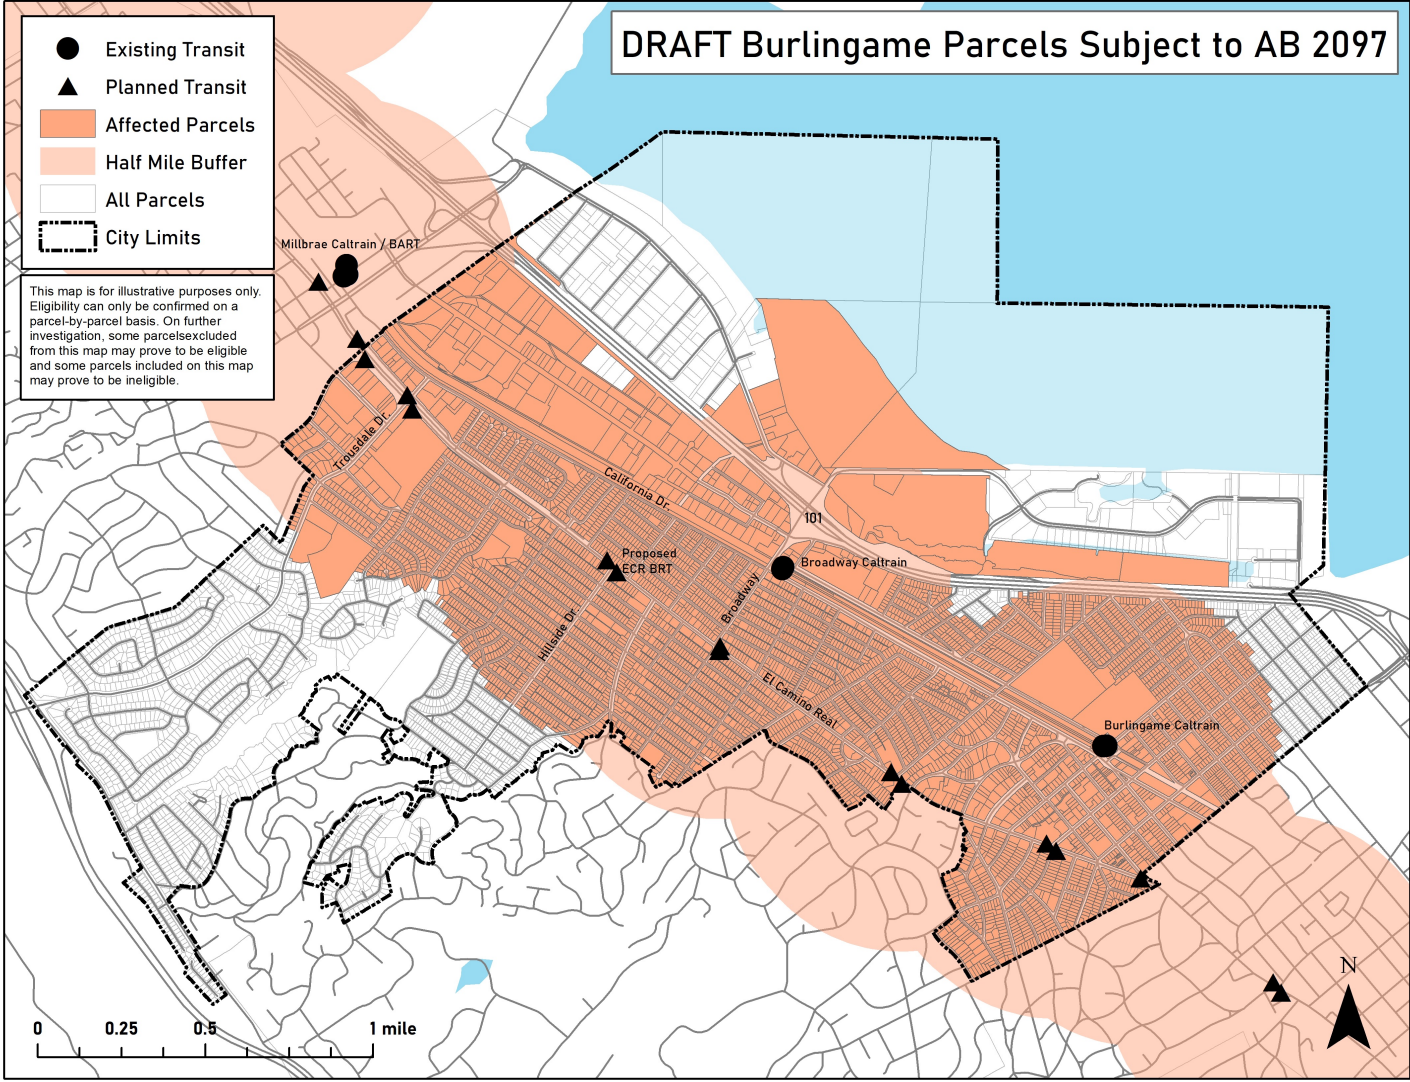 DRAFT Burlingame Parcels Subject to AB 2097
Existing Transit
Planned Transit
Affected Parcels
Half Mile Buffer
All Parcels
City Limits
This map is for illustrative purposes only.
Eligibility can only be confirmed on a
parcel-by-parcel basis. On further
investigation, some parcelsexcluded
from this map may prove to be eligible
and some parcels included on this map
may prove to be ineligible.
Millbrae Caltrain / BART
Trousdale Dr.
California Dr.
101
Proposed
ECR BRT
Broadway Caltrain
Broadway
Hillside Dr.
El Camino Real
Burlingame Caltrain
N
0 0.25 0.5 1 mile